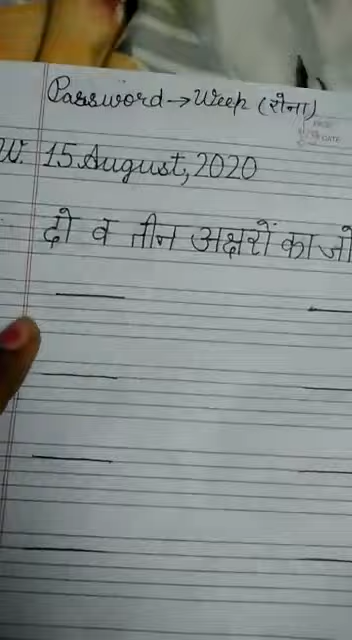 Password → Weep (रोना)
W. 15 August, 2020
दो व तीन अक्षरों का जो